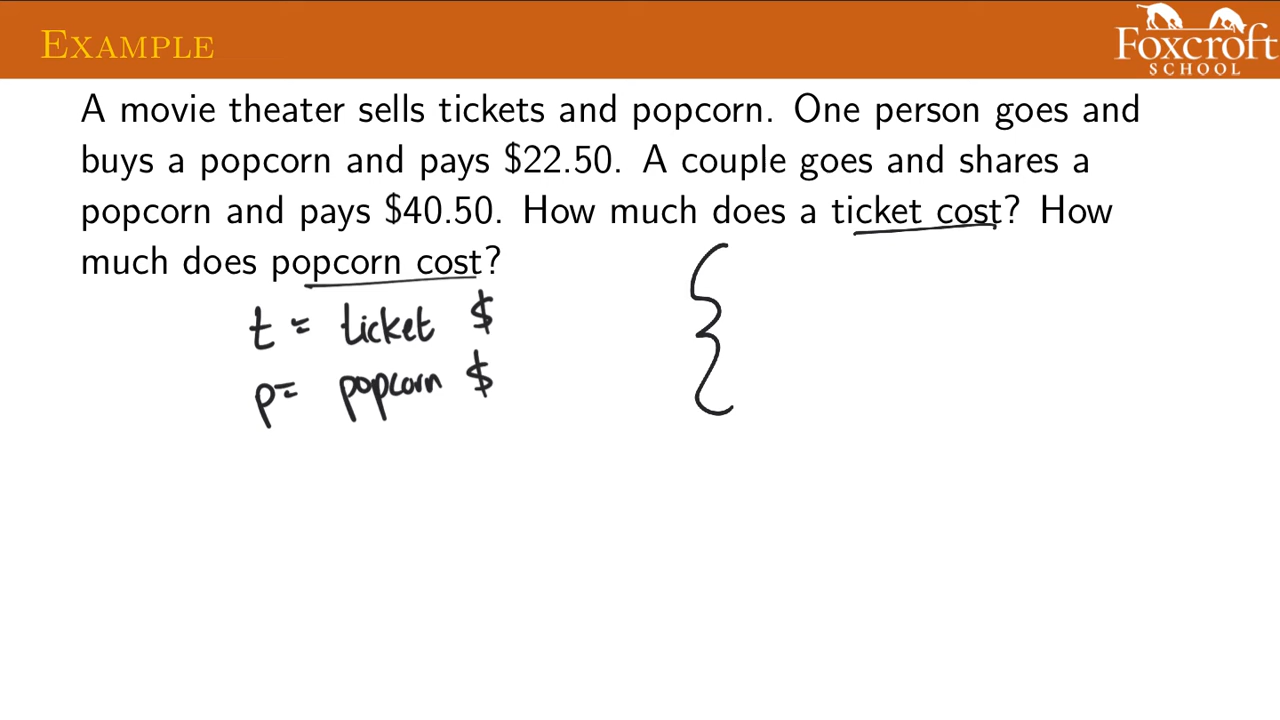 EXAMPLE
Foxcroft
SCHOOL
A movie theater sells tickets and popcorn. One person goes and
buys a popcorn and pays $22.50. A couple goes and shares a
popcorn and pays $40.50. How much does a ticket cost? How
much does popcorn cost?
t = ticket $
p= popcorn $